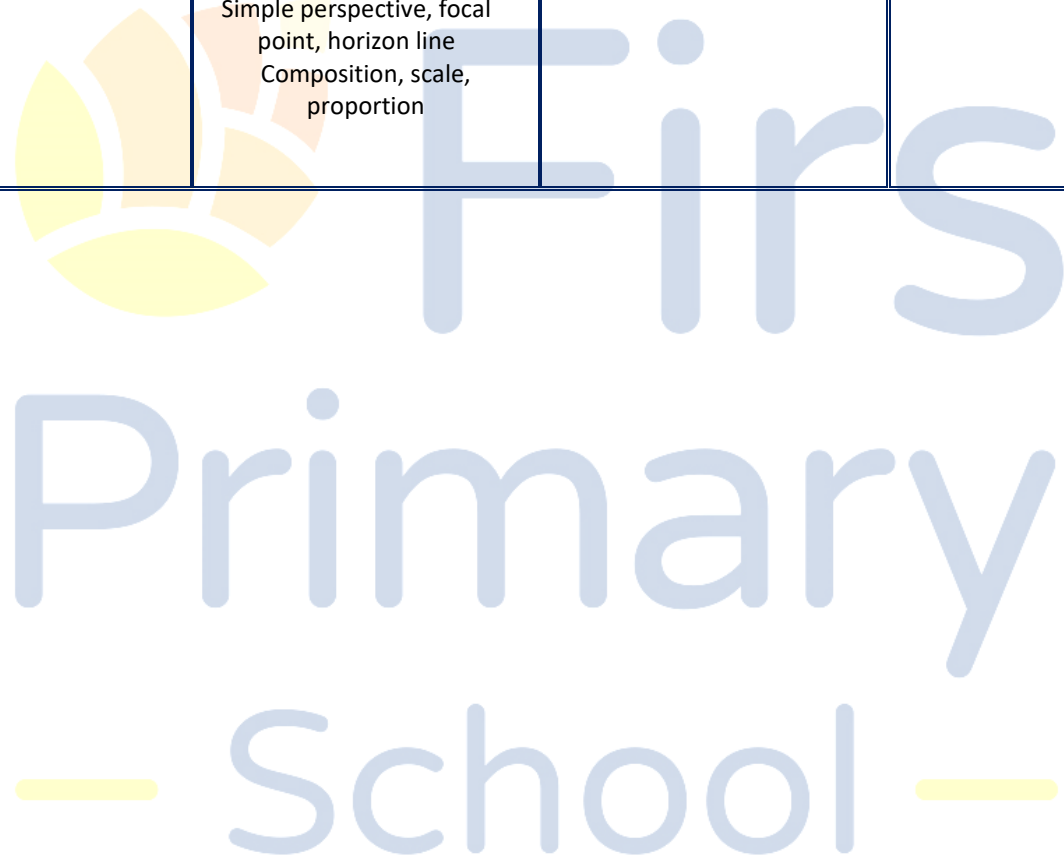 Simple perspective, focal
point, horizon line
Composition, scale,
proportion
Firs
Primary
School